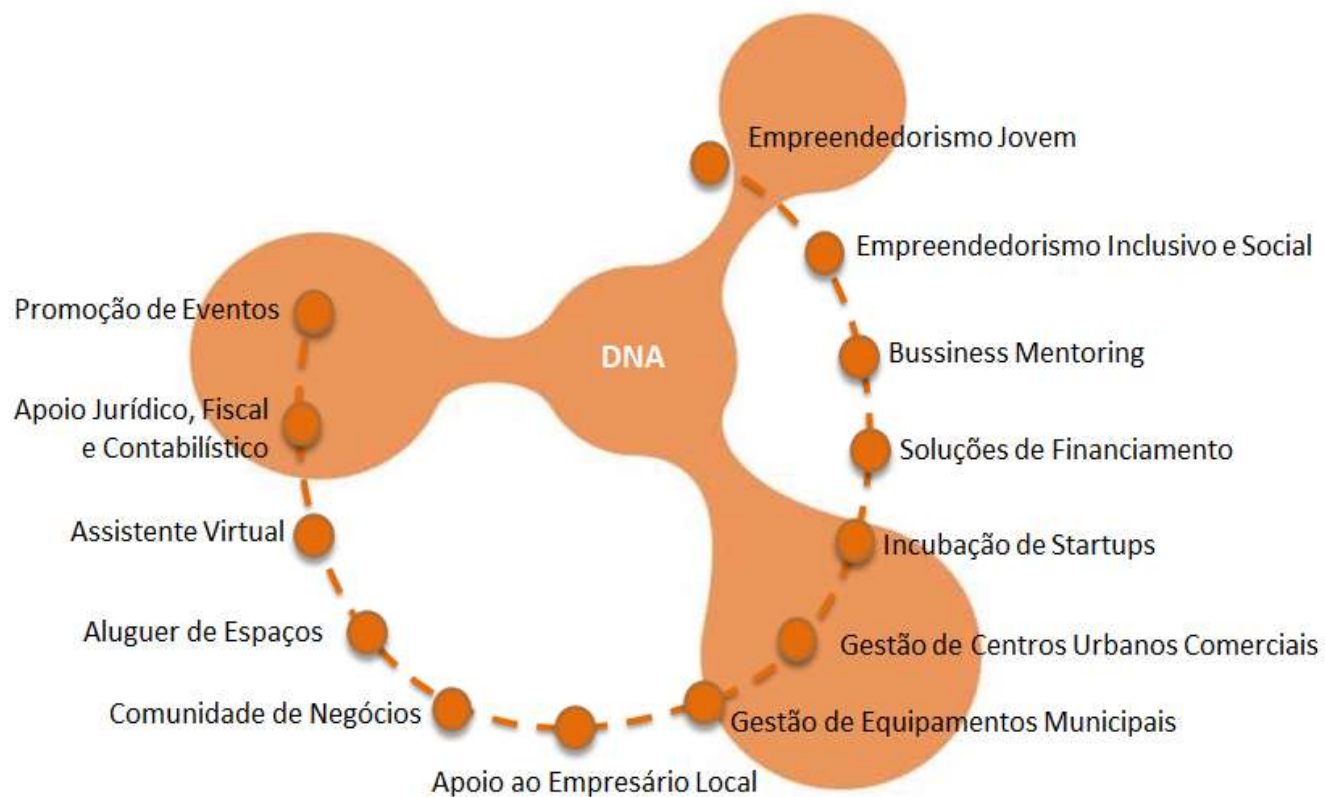 Empreendedorismo Jovem
Empreendedorismo Inclusivo e Social
Promoção de Eventos
DNA
Bussiness Mentoring
Apoio Jurídico, Fiscal
e Contabilístico
Soluções de Financiamento
Assistente Virtual
Incubação de Startups
Aluguer de Espaços
Gestão de Centros Urbanos Comerciais
Comunidade de Negócios
Gestão de Equipamentos Municipais
Apoio ao Empresário Local